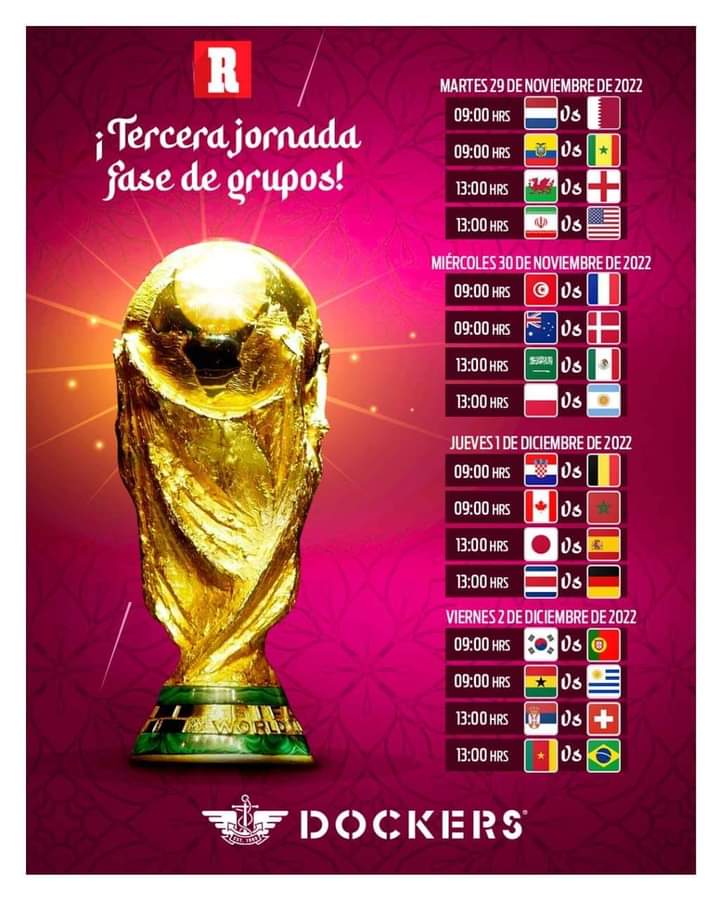 R
¡Tercera jornada
fase de grupos!
MARTES 29 DE NOVIEMBRE DE 2022
09:00 HRS Vs
09:00 HRS Vs
13:00 HRS Vs
13:00 HRS Vs
MIÉRCOLES 30 DE NOVIEMBRE DE 2022
09:00 HRS Vs
09:00 HRS Vs
13:00 HRS Vs
13:00 HRS Vs
JUEVES 1 DE DICIEMBRE DE 2022
09:00 HRS Vs
09:00 HRS Vs
13:00 HRS Vs
13:00 HRS Vs
VIERNES 2 DE DICIEMBRE DE 2022
09:00 HRS Vs
09:00 HRS Vs
13:00 HRS Vs
13:00 HRS Vs
WORLD
DOCKERS®